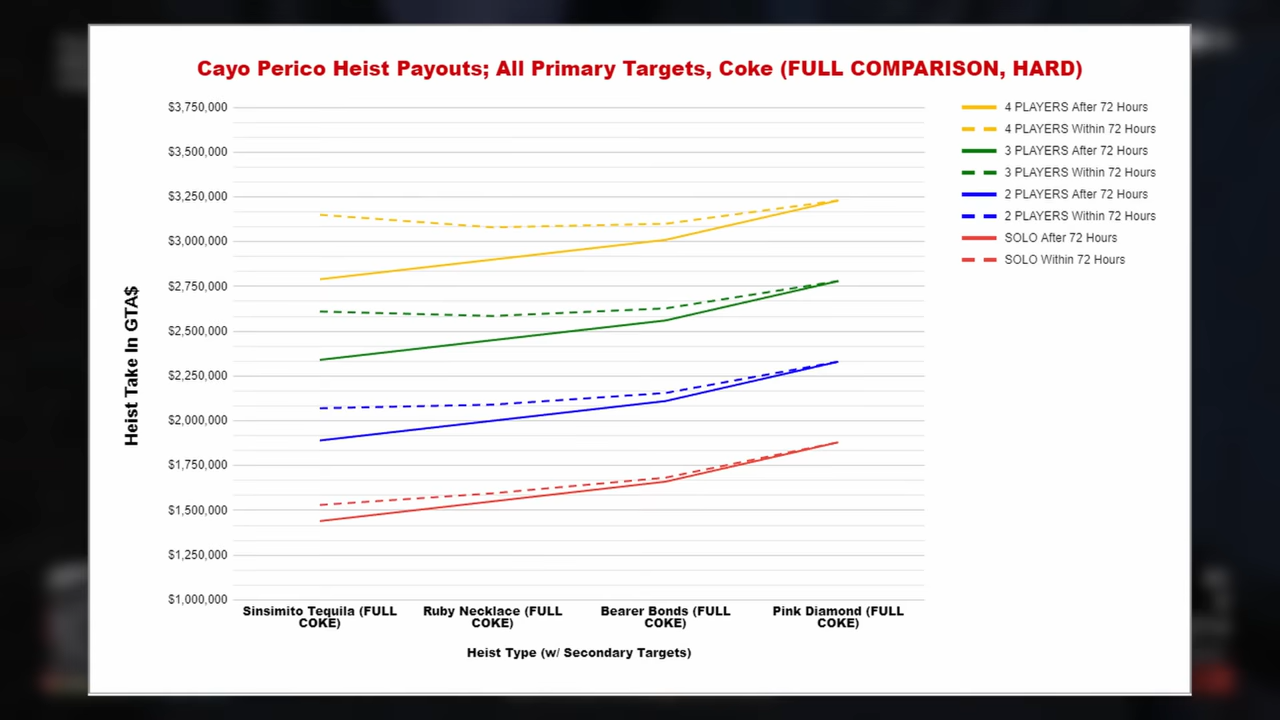 Cayo Perico Heist Payouts; All Primary Targets, Coke (FULL COMPARISON, HARD)
$3,750,000
$3,500,000
$3,250,000
$3,000,000
$2,750,000
$2,500,000
$2,250,000
$2,000,000
$1,750,000
$1,500,000
$1,250,000
$1,000,000
Heist Take In GTA$
Sinsimito Tequila (FULL
COKE)
Ruby Necklace (FULL
COKE)
Bearer Bonds (FULL
COKE)
Pink Diamond (FULL
COKE)
Heist Type (w/ Secondary Targets)
4 PLAYERS After 72 Hours
4 PLAYERS Within 72 Hours
3 PLAYERS After 72 Hours
3 PLAYERS Within 72 Hours
2 PLAYERS After 72 Hours
2 PLAYERS Within 72 Hours
SOLO After 72 Hours
SOLO Within 72 Hours